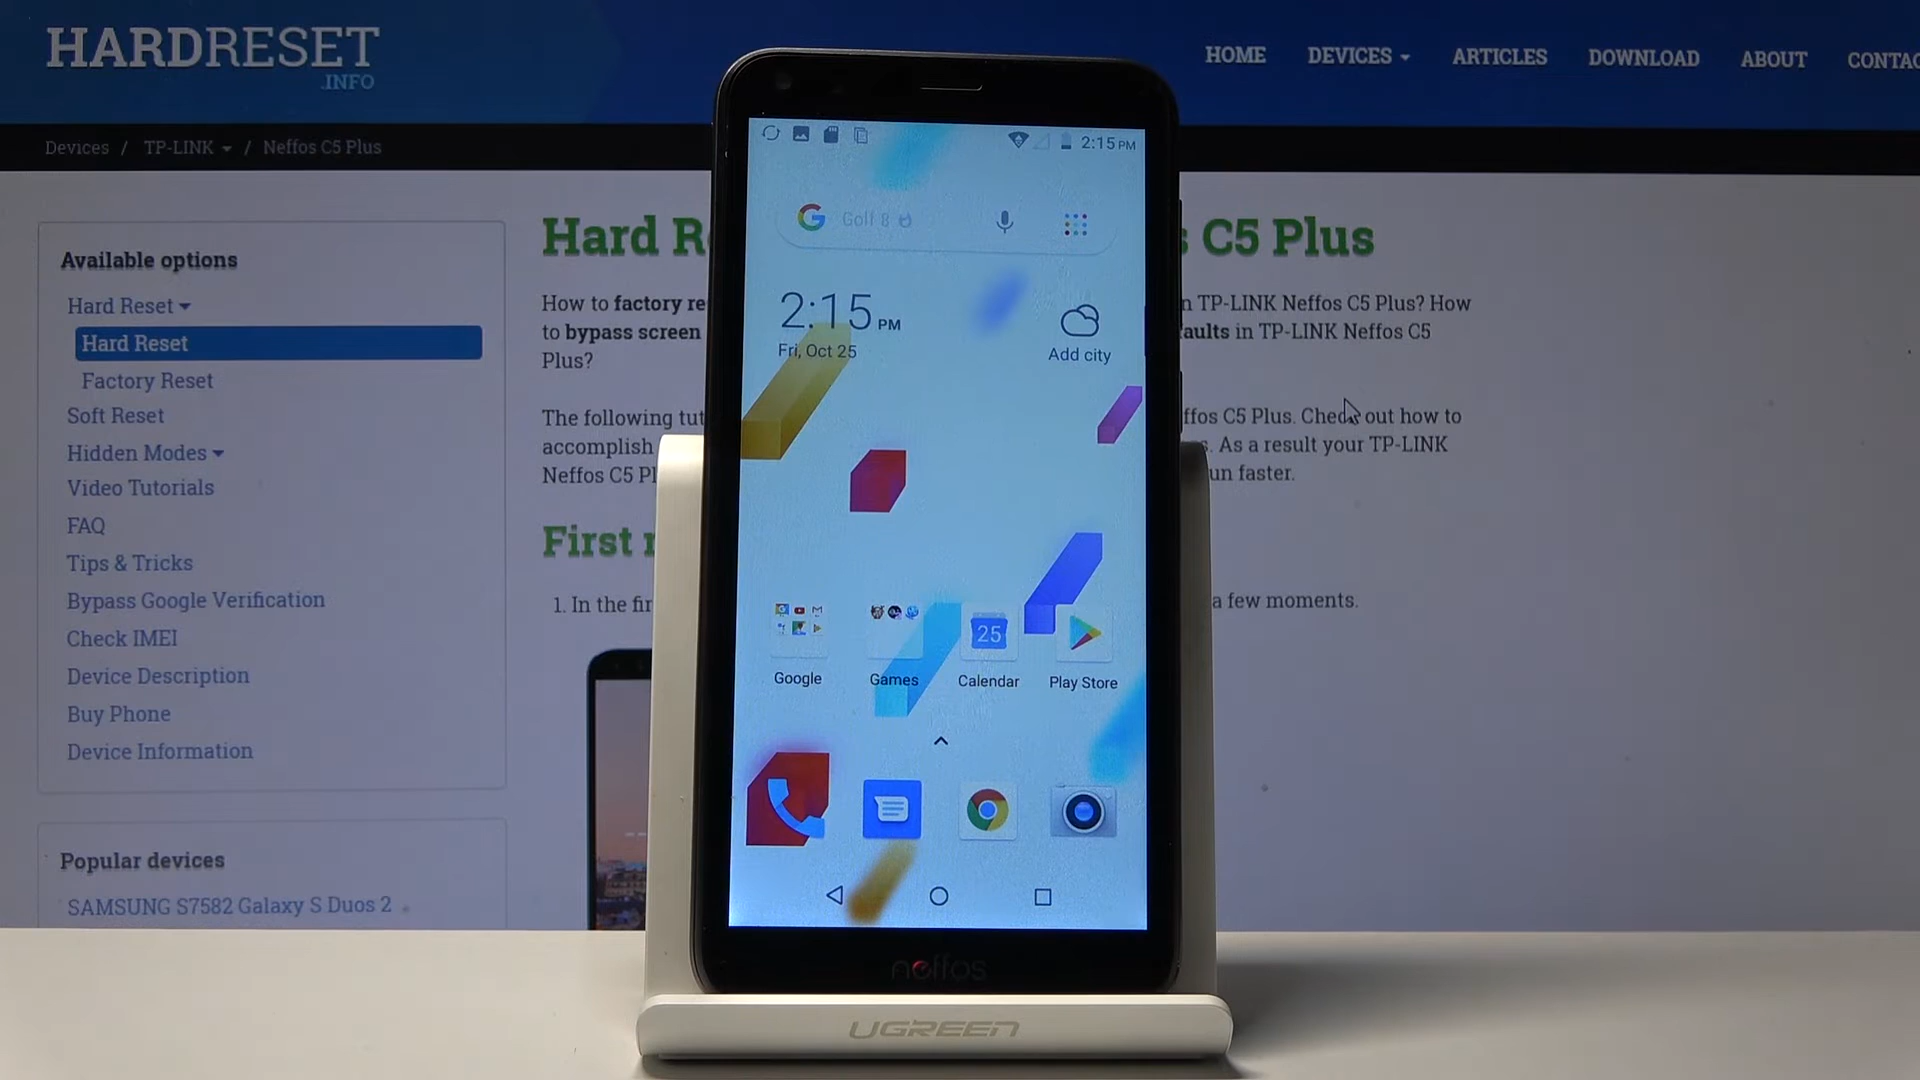 HARDRESET
.INFO
HOME DEVICES ARTICLES DOWNLOAD ABOUT CONTAC
Devices / TP-LINK / Neffos C5 Plus
Available options
Hard Reset
Hard Reset
Factory Reset
Soft Reset
Hidden Modes
Video Tutorials
FAQ
Tips & Tricks
Bypass Google Verification
Check IMEI
Device Description
Buy Phone
Device Information
Popular devices
SAMSUNG S7582 Galaxy S Duos 2
Hard R
C5 Plus
How to factory re
n TP-LINK Neffos C5 Plus? How
to bypass screen
aults in TP-LINK Neffos C5
Plus?
The following tut
ffos C5 Plus. Check out how to
accomplish
s. As a result your TP-LINK
Neffos C5 Pl
un faster.
First
1. In the fir
a few moments.
2:15 PM
G Golf 8
2:15 PM
Fri, Oct 25
Add city
25
Google Games Calendar Play Store
neffos
UGREEN